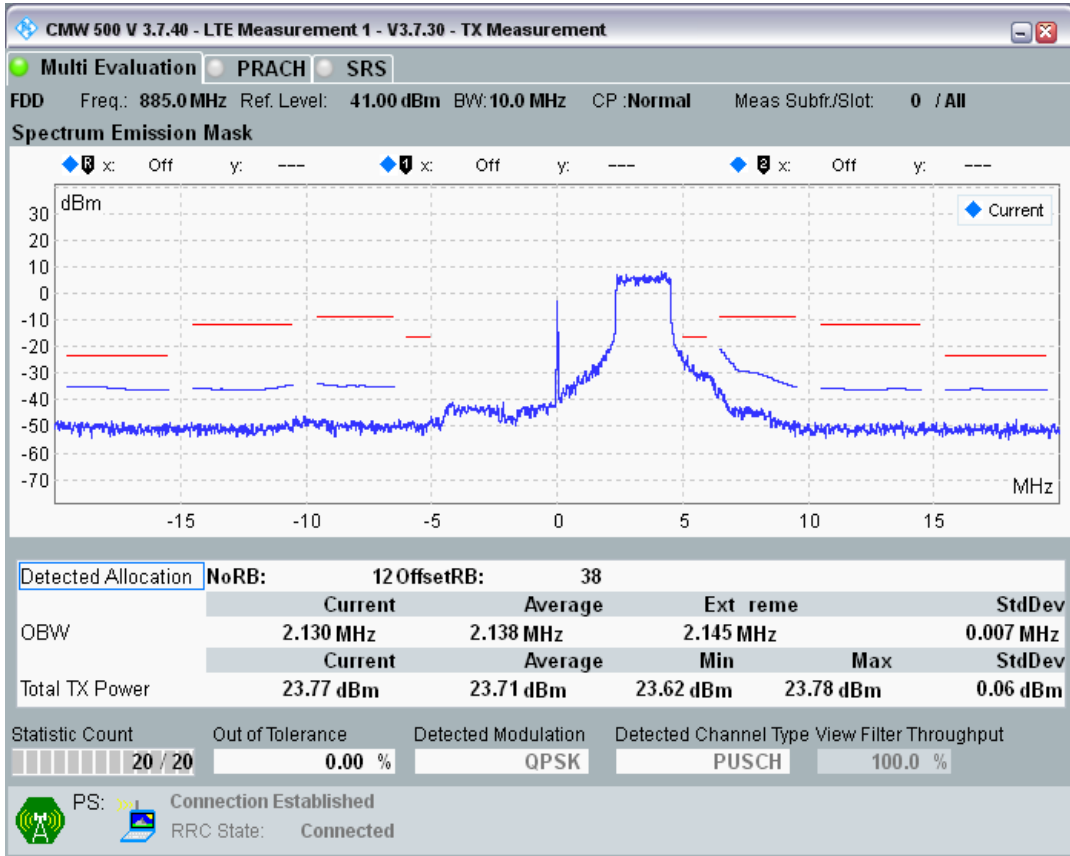 CMW 500 V 3.7.40 - LTE Measurement 1 - V3.7.30 - TX Measurement
Multi Evaluation PRACH SRS
FDD Freq.: 885.0 MHz Ref. Level: 41.00 dBm BW: 10.0 MHz CP :Normal Meas Subfr./Slot: 0 / All
Spectrum Emission Mask
R x: Off y: --- 1 x: Off y: --- 2 x: Off y: ---
dBm
Current
30
20
10
0
-10
-20
-30
-40
-50
-60
-70
MHz
-15 -10 -5 0 5 10 15
Detected Allocation NoRB: 12 OffsetRB: 38
Current Average Ext reme StdDev
OBW 2.130 MHz 2.138 MHz 2.145 MHz 0.007 MHz
Current Average Min Max StdDev
Total TX Power 23.77 dBm 23.71 dBm 23.62 dBm 23.78 dBm 0.06 dBm
Statistic Count Out of Tolerance Detected Modulation Detected Channel Type View Filter Throughput
20 / 20 0.00 % QPSK PUSCH 100.0 %
PS: Connection Established
RRC State: Connected